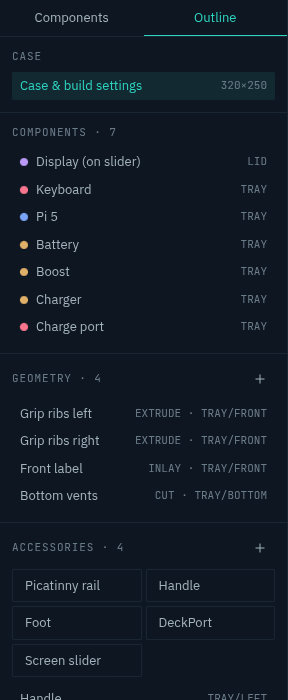 Components Outline
CASE
Case & build settings 320×250
COMPONENTS · 7
Display (on slider) LID
Keyboard TRAY
Pi 5 TRAY
Battery TRAY
Boost TRAY
Charger TRAY
Charge port TRAY
GEOMETRY · 4 +
Grip ribs left EXTRUDE · TRAY/FRONT
Grip ribs right EXTRUDE · TRAY/FRONT
Front label INLAY · TRAY/FRONT
Bottom vents CUT · TRAY/BOTTOM
ACCESSORIES · 4 +
Picatinny rail Handle
Foot DeckPort
Screen slider
Handle TRAY/LEFT